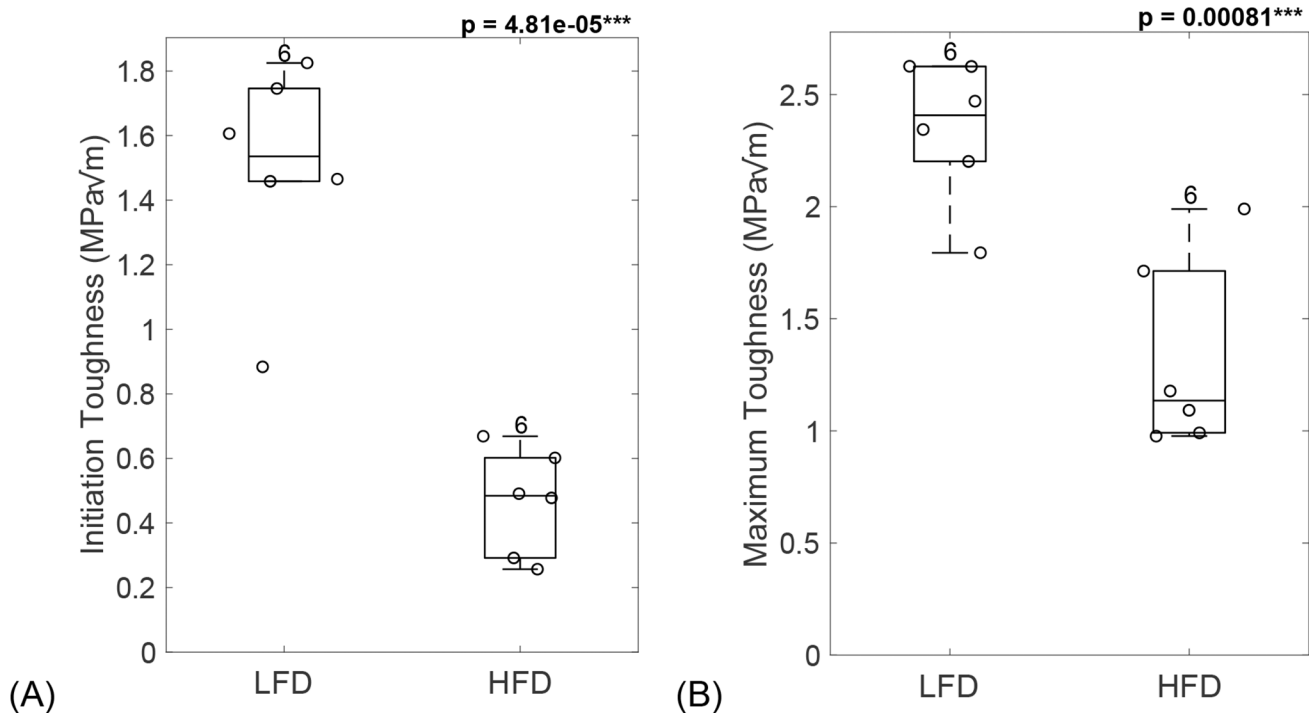 p = 4.81e-05***
Initiation Toughness (MPa√m)
1.8
1.6
1.4
1.2
1
0.8
0.6
0.4
0.2
0
6
6
LFD
HFD
(A)
p = 0.00081***
Maximum Toughness (MPa√m)
2.5
2
1.5
1
0.5
0
6
6
LFD
HFD
(B)